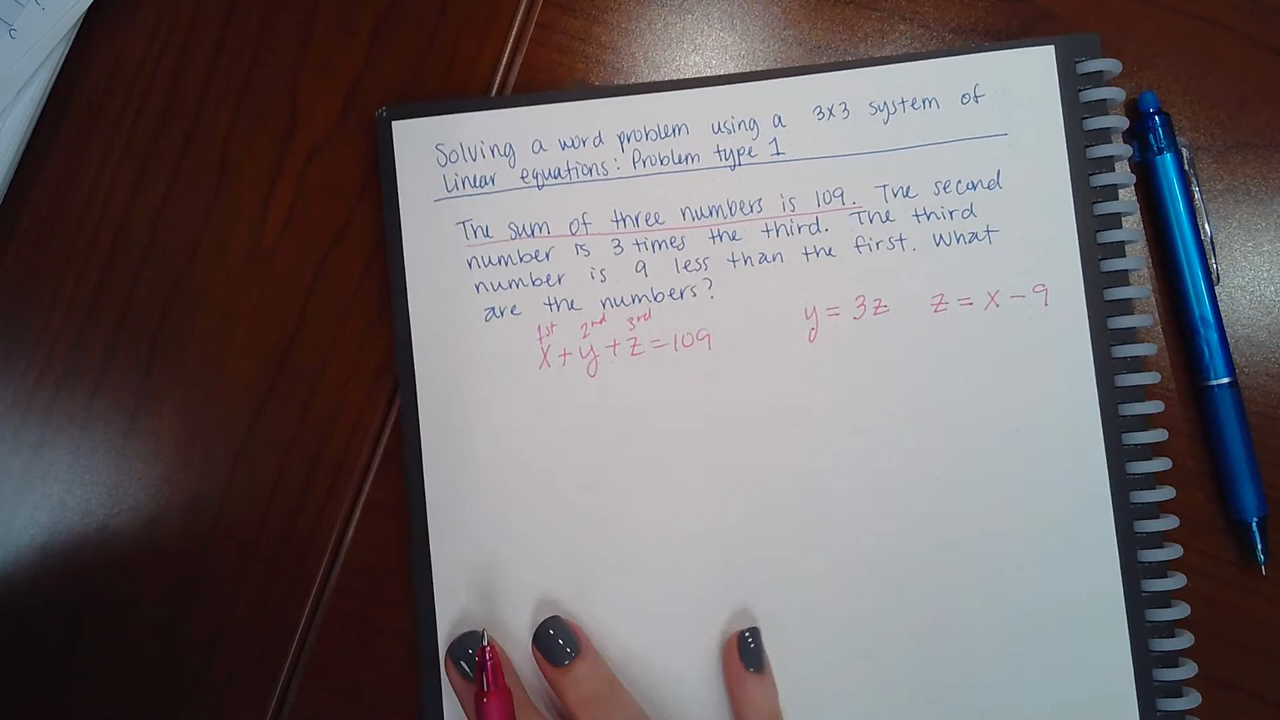 Solving a word problem using a 3x3 system of
linear equations: Problem type 1
The sum of three numbers is 109. The second
number is 3 times the third. The third
number is 9 less than the first. What
are the numbers?
1st 2nd 3rd
x + y + z = 109
y = 3z z = x - 9
c